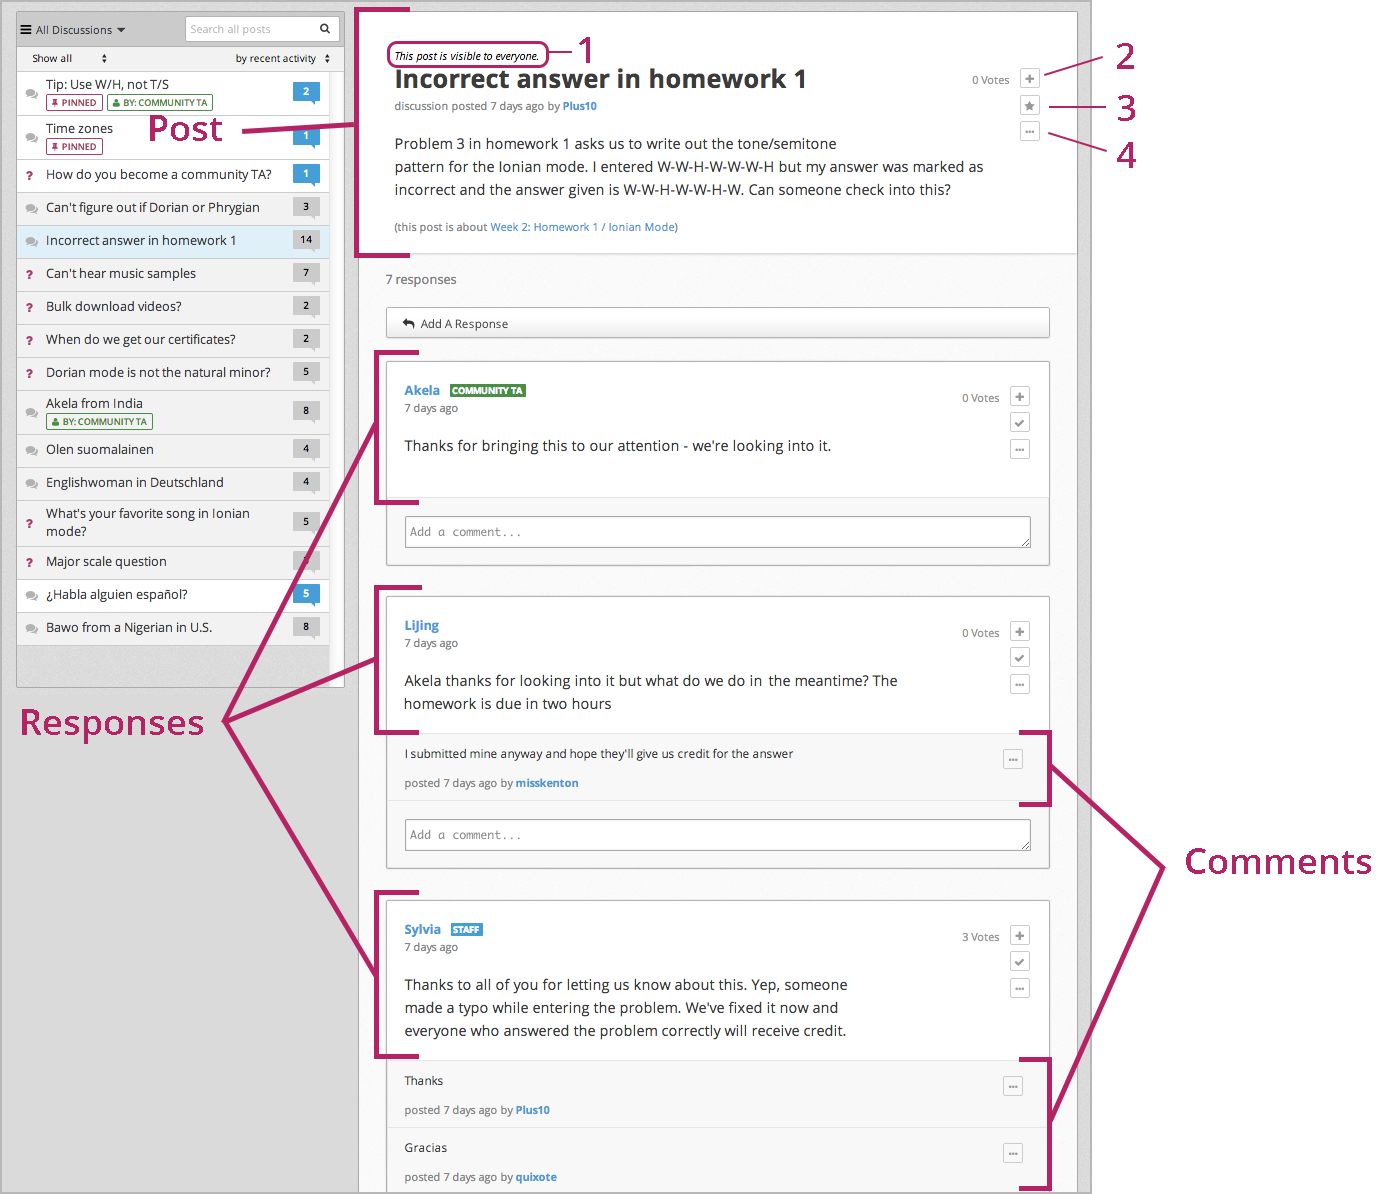 All Discussions
Search all posts
Show all
by recent activity
Tip: Use W/H, not T/S
2
PINNED
BY: COMMUNITY TA
Time zones
1
PINNED
How do you become a community TA?
1
Can't figure out if Dorian or Phrygian
3
Incorrect answer in homework 1
14
Can't hear music samples
7
Bulk download videos?
2
When do we get our certificates?
2
Dorian mode is not the natural minor?
5
Akela from India
8
BY: COMMUNITY TA
Olen suomalainen
4
Englishwoman in Deutschland
4
What's your favorite song in Ionian
mode?
5
Major scale question
¿Habla alguien español?
5
Bawo from a Nigerian in U.S.
8
Post
Responses
This post is visible to everyone.
1
Incorrect answer in homework 1
0 Votes
2
3
4
discussion posted 7 days ago by Plus10
Problem 3 in homework 1 asks us to write out the tone/semitone
pattern for the Ionian mode. I entered W-W-H-W-W-W-H but my answer was marked as
incorrect and the answer given is W-W-H-W-W-H-W. Can someone check into this?
(this post is about Week 2: Homework 1 / Ionian Mode)
7 responses
Add A Response
Akela COMMUNITY TA
0 Votes
7 days ago
Thanks for bringing this to our attention - we're looking into it.
Add a comment...
LiJing
0 Votes
7 days ago
Akela thanks for looking into it but what do we do in the meantime? The
homework is due in two hours
I submitted mine anyway and hope they'll give us credit for the answer
posted 7 days ago by misskenton
Add a comment...
Comments
Sylvia STAFF
3 Votes
7 days ago
Thanks to all of you for letting us know about this. Yep, someone
made a typo while entering the problem. We've fixed it now and
everyone who answered the problem correctly will receive credit.
Thanks
posted 7 days ago by Plus10
Gracias
posted 7 days ago by quixote